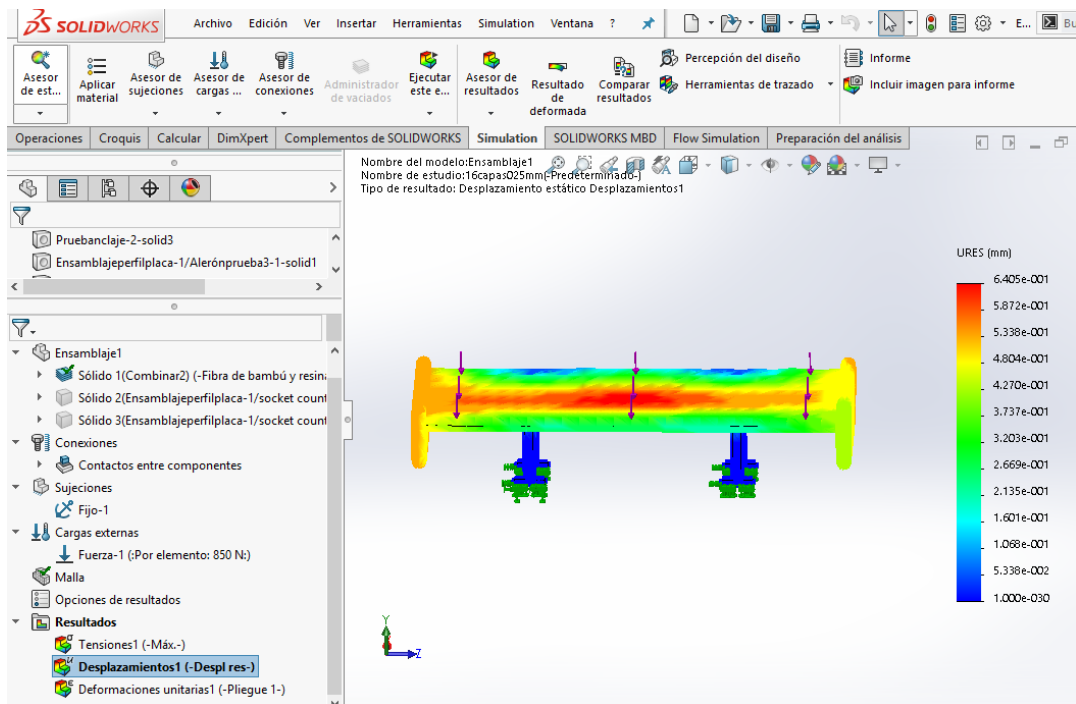 SOLIDWORKS
Archivo Edición Ver Insertar Herramientas Simulation Ventana ?
E...
Asesor de est...
Aplicar material
Asesor de sujeciones
Asesor de cargas ...
Asesor de conexiones
Administrador de vaciados
Ejecutar este e...
Asesor de resultados
Resultado de deformada
Comparar resultados
Percepción del diseño
Herramientas de trazado
Informe
Incluir imagen para informe
Operaciones Croquis Calcular DimXpert Complementos de SOLIDWORKS Simulation SOLIDWORKS MBD Flow Simulation Preparación del análisis
Nombre del modelo:Ensamblaje1
Nombre de estudio:16capas025mm(-Predeterminado-)
Tipo de resultado: Desplazamiento estático Desplazamientos1
Pruebanclaje-2-solid3
Ensamblajeperfilplaca-1/Alerónprueba3-1-solid1
Ensamblaje1
Sólido 1(Combinar2) (-Fibra de bambú y resina
Sólido 2(Ensamblajeperfilplaca-1/socket count
Sólido 3(Ensamblajeperfilplaca-1/socket count
Conexiones
Contactos entre componentes
Sujeciones
Fijo-1
Cargas externas
Fuerza-1 (:Por elemento: 850 N:)
Malla
Opciones de resultados
Resultados
Tensiones1 (-Máx.-)
Desplazamientos1 (-Despl res-)
Deformaciones unitarias1 (-Pliegue 1-)
URES (mm)
6.405e-001
5.872e-001
5.338e-001
4.804e-001
4.270e-001
3.737e-001
3.203e-001
2.669e-001
2.135e-001
1.601e-001
1.068e-001
5.338e-002
1.000e-030
Y
Z